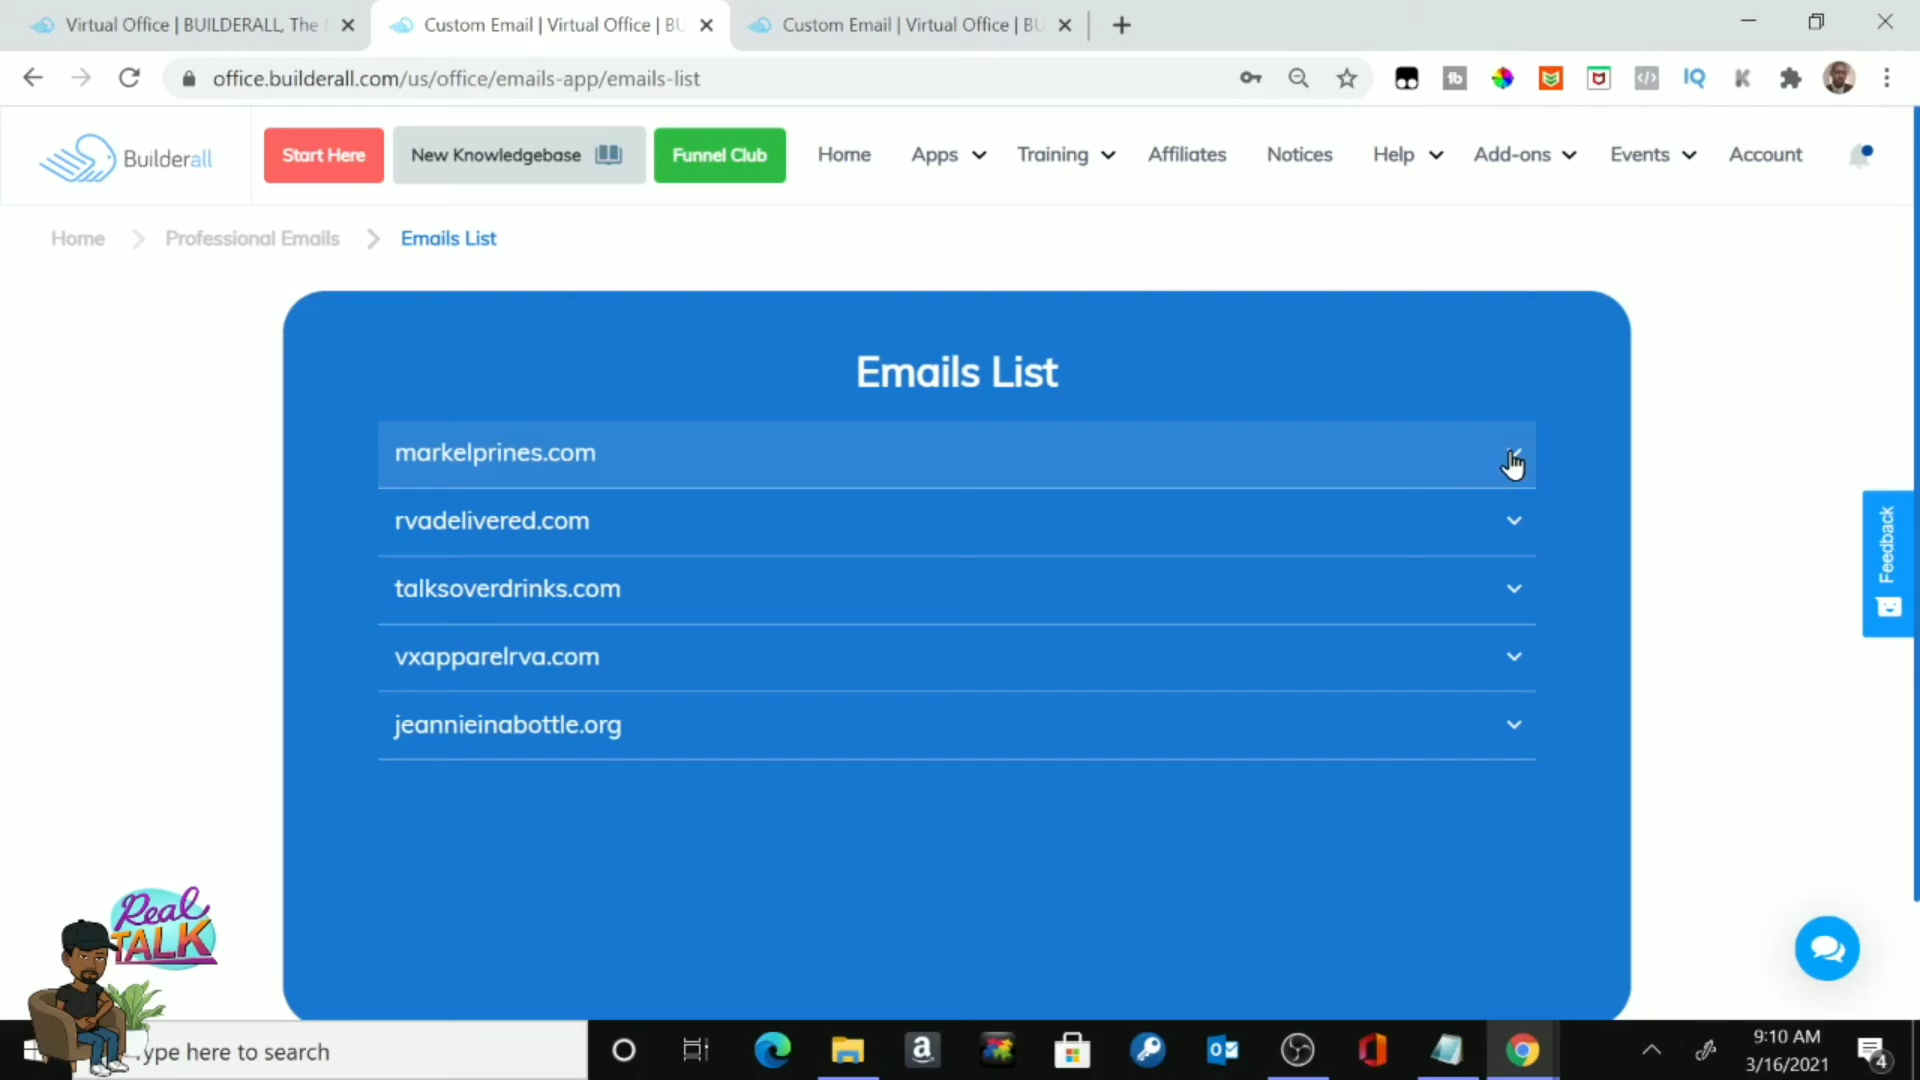 Virtual Office | BUILDERALL, The
Custom Email | Virtual Office | BU
Custom Email | Virtual Office | BU
office.builderall.com/us/office/emails-app/emails-list
Builderall
Start Here
New Knowledgebase
Funnel Club
Home
Apps
Training
Affiliates
Notices
Help
Add-ons
Events
Account
Home
Professional Emails
Emails List
Emails List
markelprines.com
rvadelivered.com
talksoverdrinks.com
vxapparelrva.com
jeannieinabottle.org
Feedback
Real
TALK
ype here to search
9:10 AM
3/16/2021
4